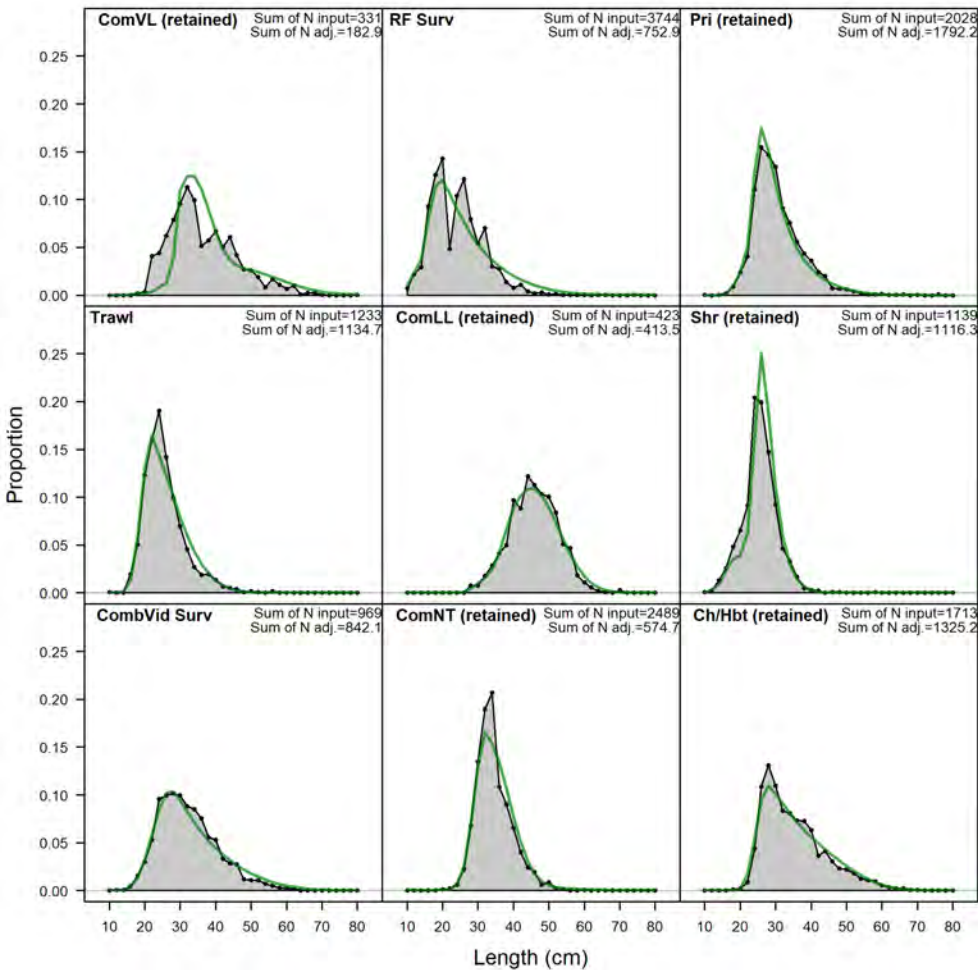 ComVL (retained)
Sum of N input=331
Sum of N adj.=182.9
RF Surv
Sum of N input=3744
Sum of N adj.=752.9
Pri (retained)
Sum of N input=2028
Sum of N adj.=1792.2
0.25
0.20
0.15
0.10
0.05
0.00
Trawl
Sum of N input=1233
Sum of N adj.=1134.7
ComLL (retained)
Sum of N input=423
Sum of N adj.=413.5
Shr (retained)
Sum of N input=1139
Sum of N adj.=1116.3
0.25
0.20
0.15
0.10
0.05
0.00
Proportion
CombVid Surv
Sum of N input=969
Sum of N adj.=842.1
ComNT (retained)
Sum of N input=2489
Sum of N adj.=574.7
Ch/Hbt (retained)
Sum of N input=1713
Sum of N adj.=1325.2
0.25
0.20
0.15
0.10
0.05
0.00
10 20 30 40 50 60 70 80 10 20 30 40 50 60 70 80 10 20 30 40 50 60 70 80
Length (cm)